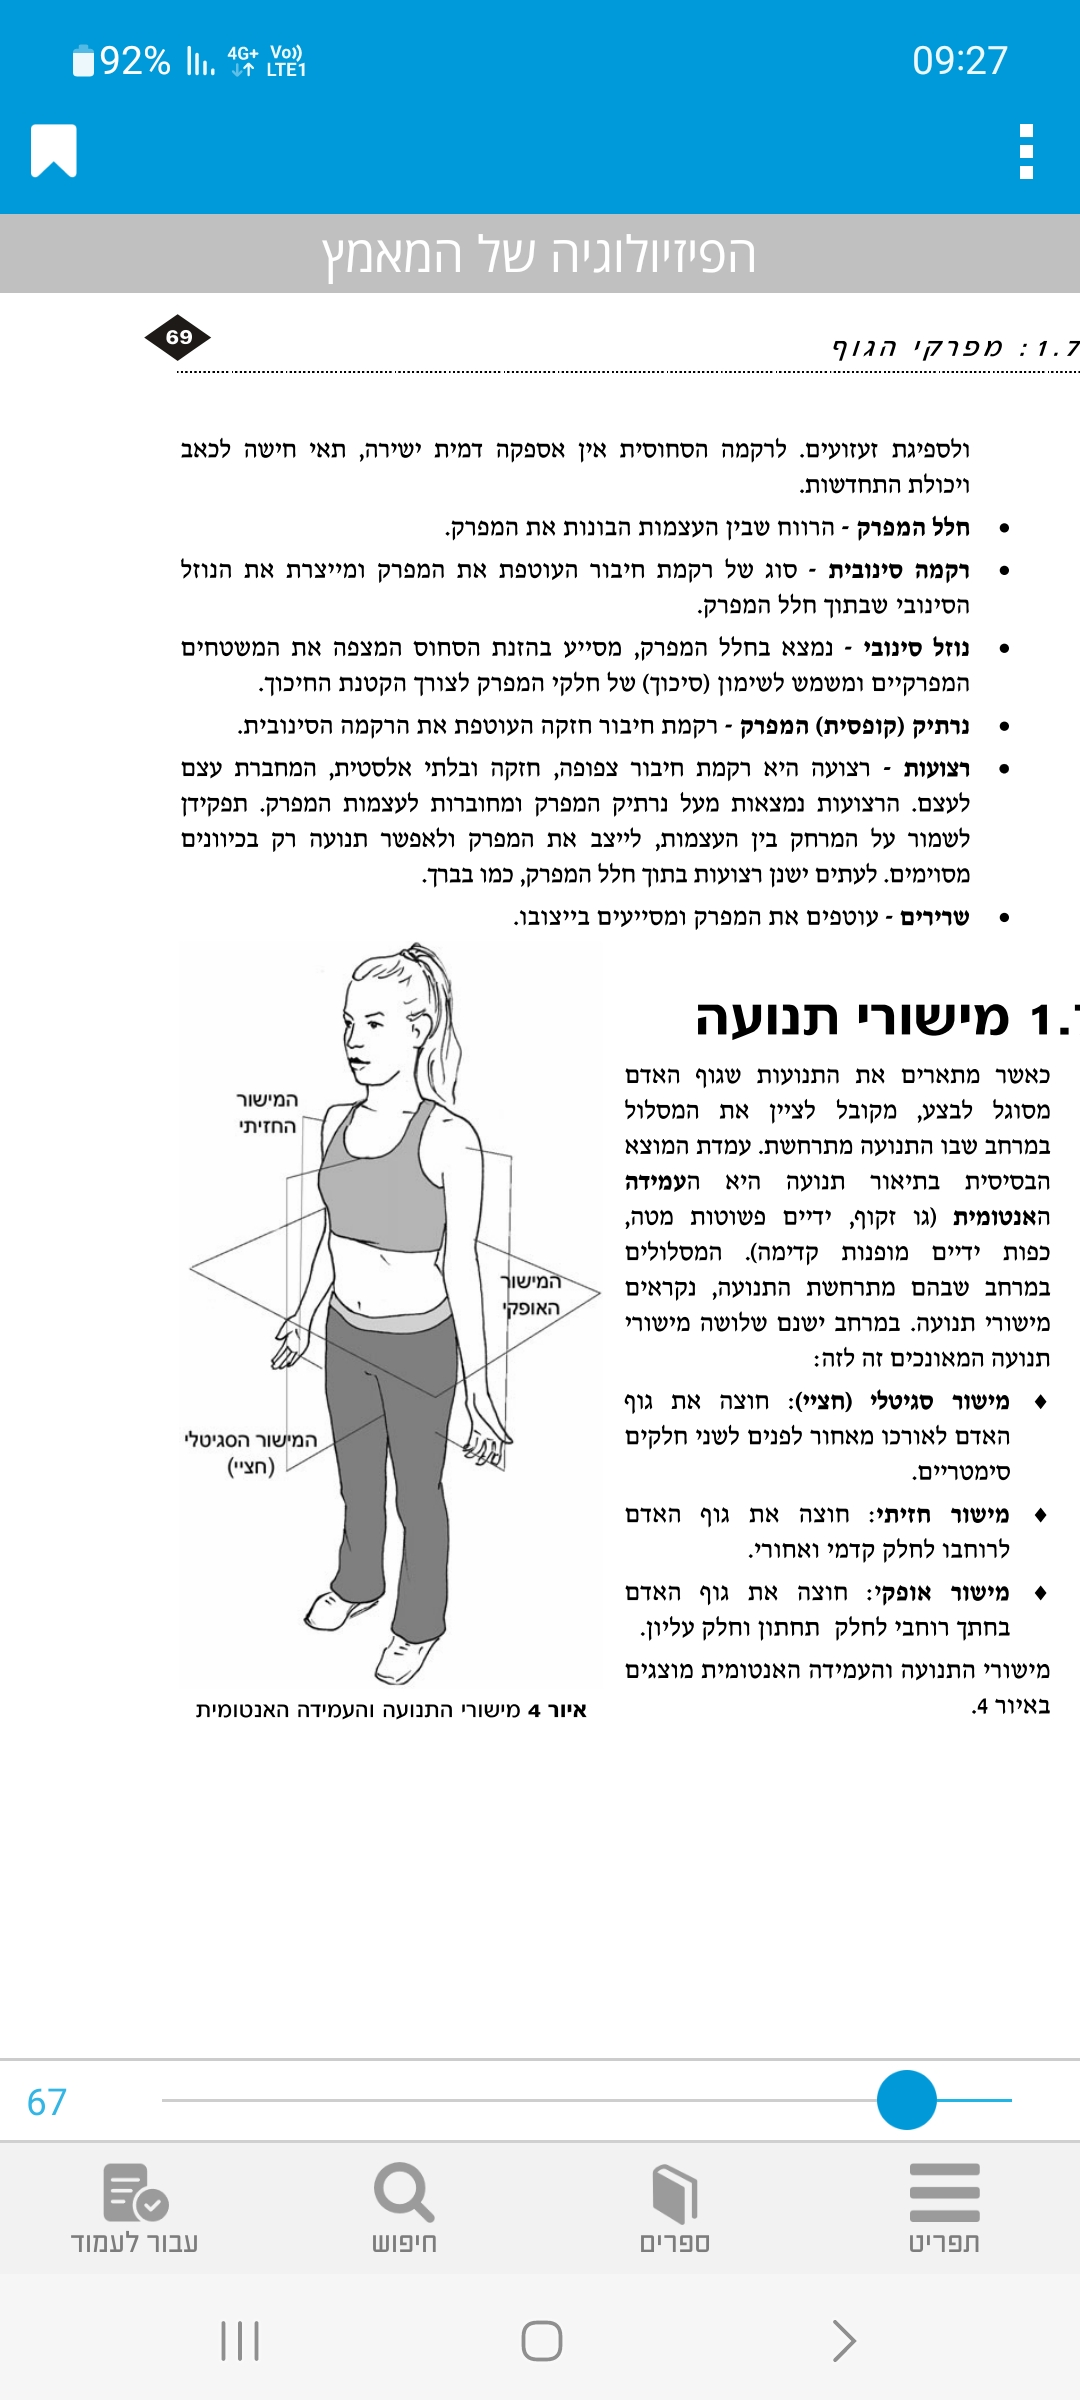 92% 4G+ Vo)) LTE1 09:27
הפיזיולוגיה של המאמץ
69
1.7: מפרקי הגוף
ולספיגת זעזועים. לרקמה הסחוסית אין אספקה דמית ישירה, תאי חישה לכאב
ויכולת התחדשות.
• חלל המפרק - הרווח שבין העצמות הבונות את המפרק.
• רקמה סינובית - סוג של רקמת חיבור העוטפת את המפרק ומייצרת את הנוזל
הסינובי שבתוך חלל המפרק.
• נוזל סינובי - נמצא בחלל המפרק, מסייע בהזנת הסחוס המצפה את המשטחים
המפרקיים ומשמש לשימון (סיכוך) של חלקי המפרק לצורך הקטנת החיכוך.
• נרתיק (קופסית) המפרק - רקמת חיבור חזקה העוטפת את הרקמה הסינובית.
• רצועות - רצועה היא רקמת חיבור צפופה, חזקה ובלתי אלסטית, המחברת עצם
לעצם. הרצועות נמצאות מעל נרתיק המפרק ומחוברות לעצמות המפרק. תפקידן
לשמור על המרחק בין העצמות, לייצב את המפרק ולאפשר תנועה רק בכיוונים
מסוימים. לעתים ישנן רצועות בתוך חלל המפרק, כמו בברך.
• שרירים - עוטפים את המפרק ומסייעים בייצובו.
1. מישורי תנועה
כאשר מתארים את התנועות שגוף האדם
מסוגל לבצע, מקובל לציין את המסלול
במרחב שבו התנועה מתרחשת. עמדת המוצא
הבסיסית בתיאור תנועה היא העמידה
האנטומית (גו זקוף, ידיים פשוטות מטה,
כפות ידיים מופנות קדימה). המסלולים
במרחב שבהם מתרחשת התנועה, נקראים
מישורי תנועה. במרחב ישנם שלושה מישורי
תנועה המאונכים זה לזה:
♦ מישור סגיטלי (חציי): חוצה את גוף
האדם לאורכו מאחור לפנים לשני חלקים
סימטריים.
♦ מישור חזיתי: חוצה את גוף האדם
לרוחבו לחלק קדמי ואחורי.
♦ מישור אופקי: חוצה את גוף האדם
בחתך רוחבי לחלק תחתון וחלק עליון.
מישורי התנועה והעמידה האנטומית מוצגים
באיור 4.
המישור
החזיתי
המישור
האופקי
המישור הסגיטלי
(חציי)
איור 4 מישורי התנועה והעמידה האנטומית
67
תפריט
ספרים
חיפוש
עבור לעמוד